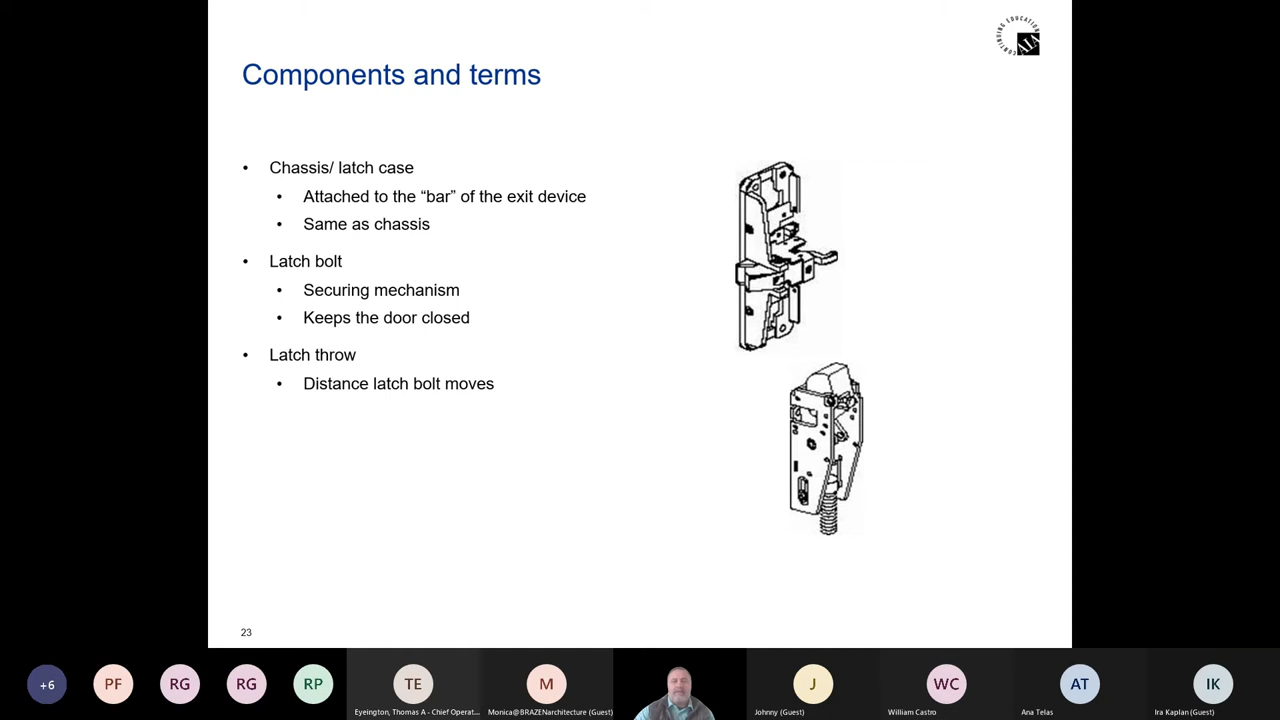 CONTINUING EDUCATION
AIA
Components and terms
• Chassis/ latch case
• Attached to the “bar” of the exit device
• Same as chassis
• Latch bolt
• Securing mechanism
• Keeps the door closed
• Latch throw
• Distance latch bolt moves
23
+6
PF
RG
RG
RP
TE
Eyeington, Thomas A - Chief Operat...
M
Monica@BRAZENarchitecture (Guest)
J
Johnny (Guest)
WC
William Castro
AT
Ana Telas
IK
Ira Kaplan (Guest)